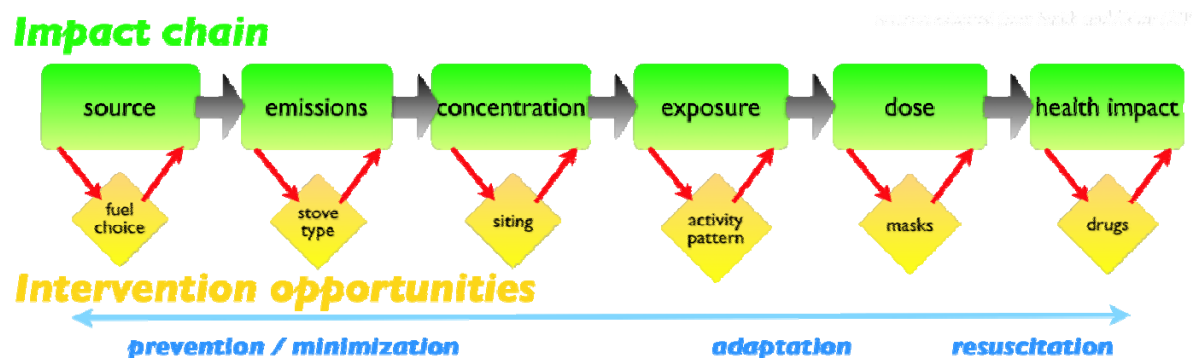 Impact chain
source
emissions
concentration
exposure
dose
health impact
fuel
choice
stove
type
siting
activity
pattern
masks
drugs
Intervention opportunities
prevention / minimization
adaptation
resuscitation